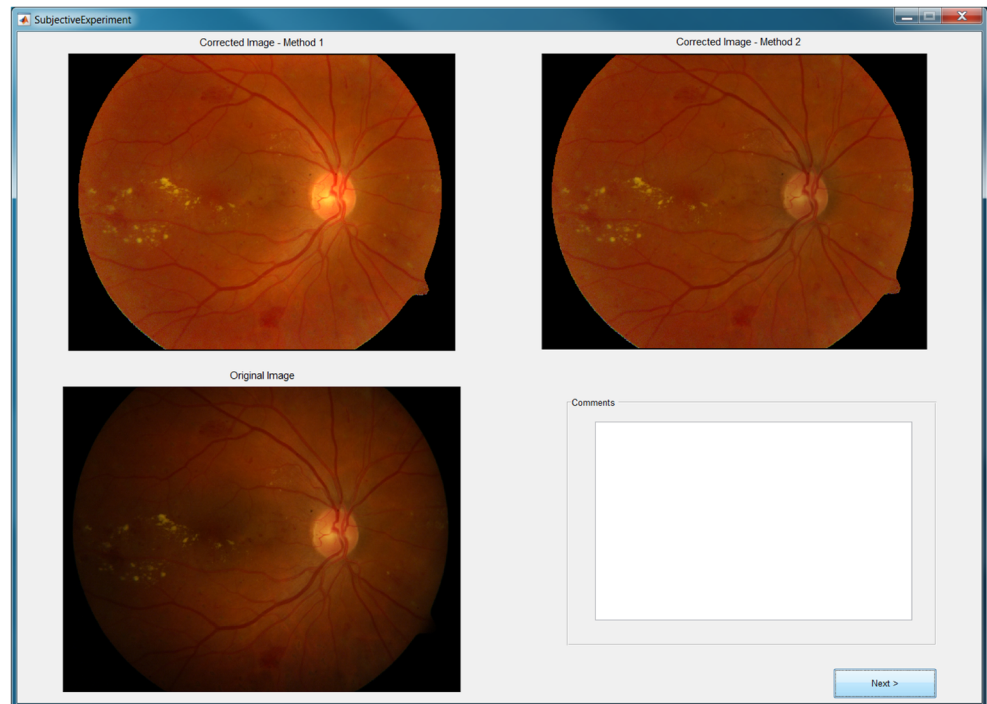 SubjectiveExperiment
Corrected Image - Method 1
Corrected Image - Method 2
Original Image
Comments
Next >